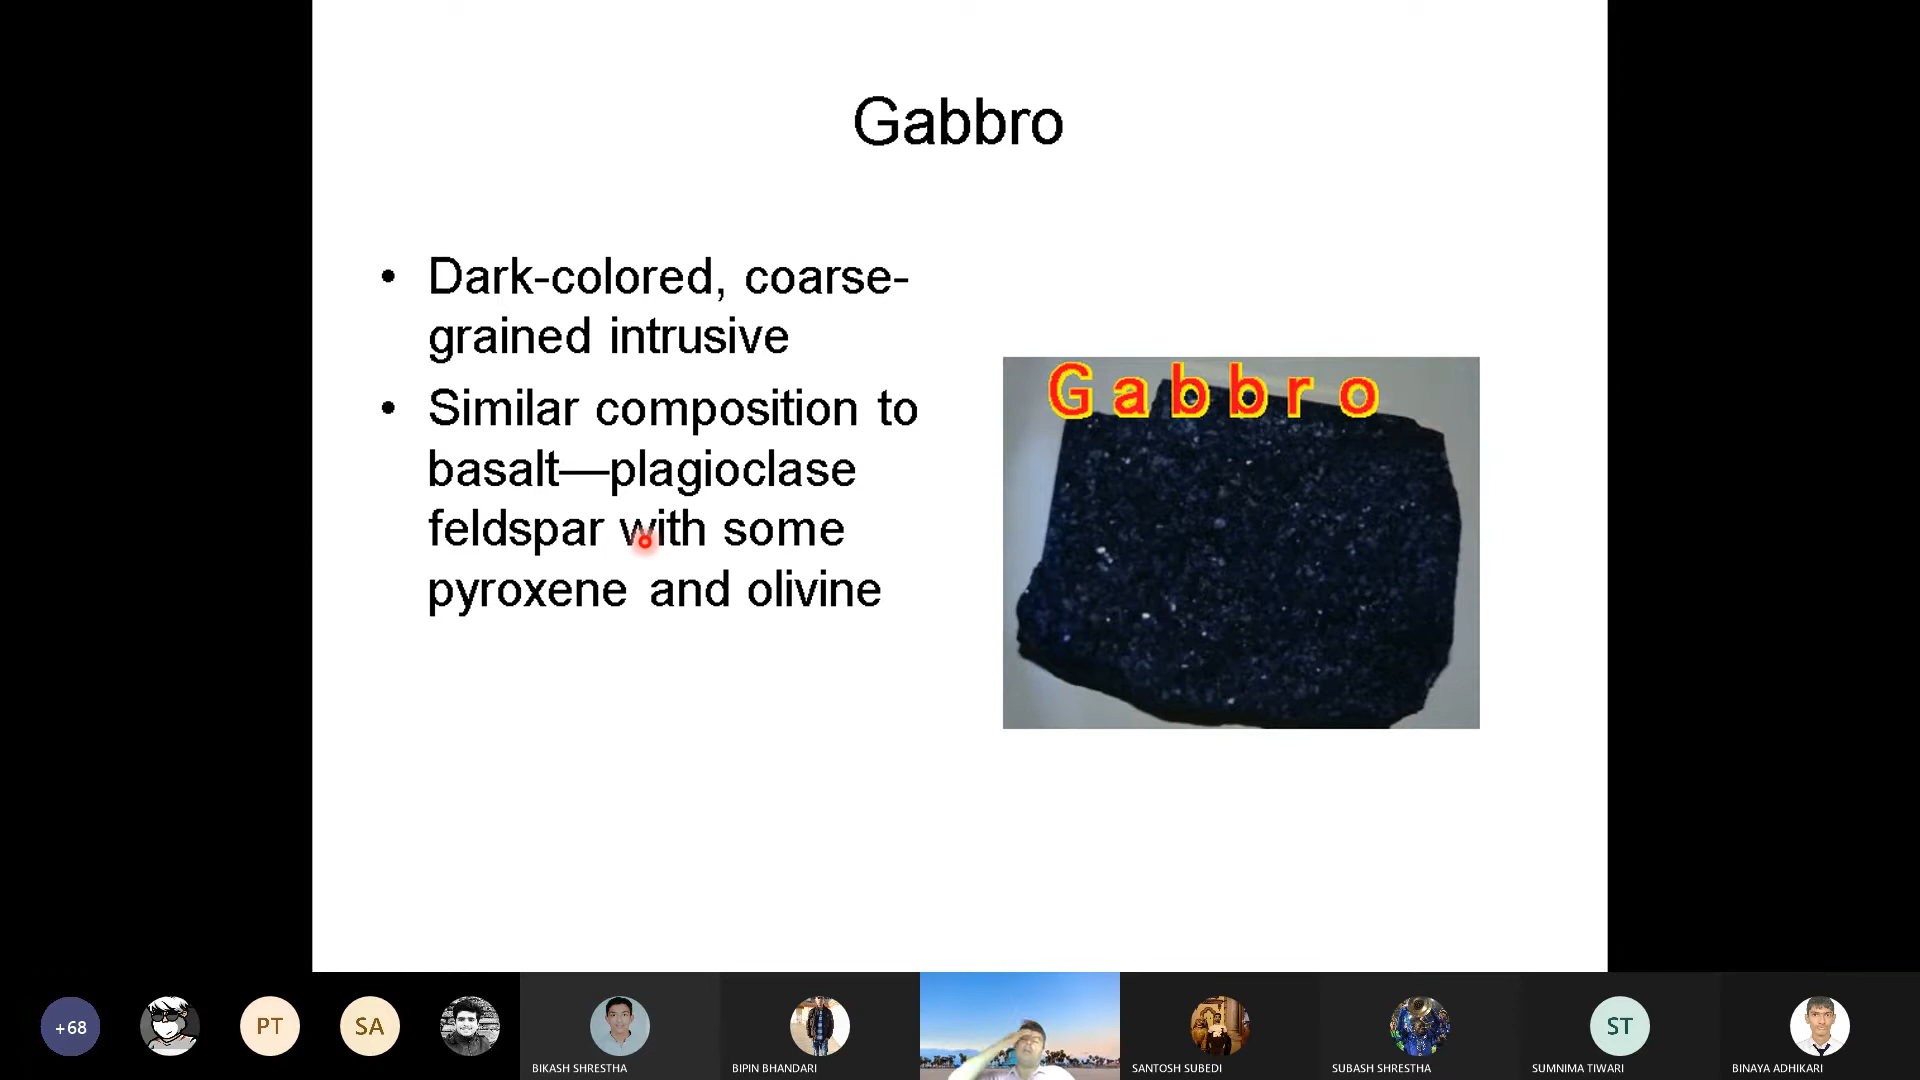 Gabbro
• Dark-colored, coarse-
grained intrusive
• Similar composition to
basalt—plagioclase
feldspar with some
pyroxene and olivine
Gabbro
+68
PT
SA
BIKASH SHRESTHA
BIPIN BHANDARI
SANTOSH SUBEDI
SUBASH SHRESTHA
ST
SUMNIMA TIWARI
BINAYA ADHIKARI